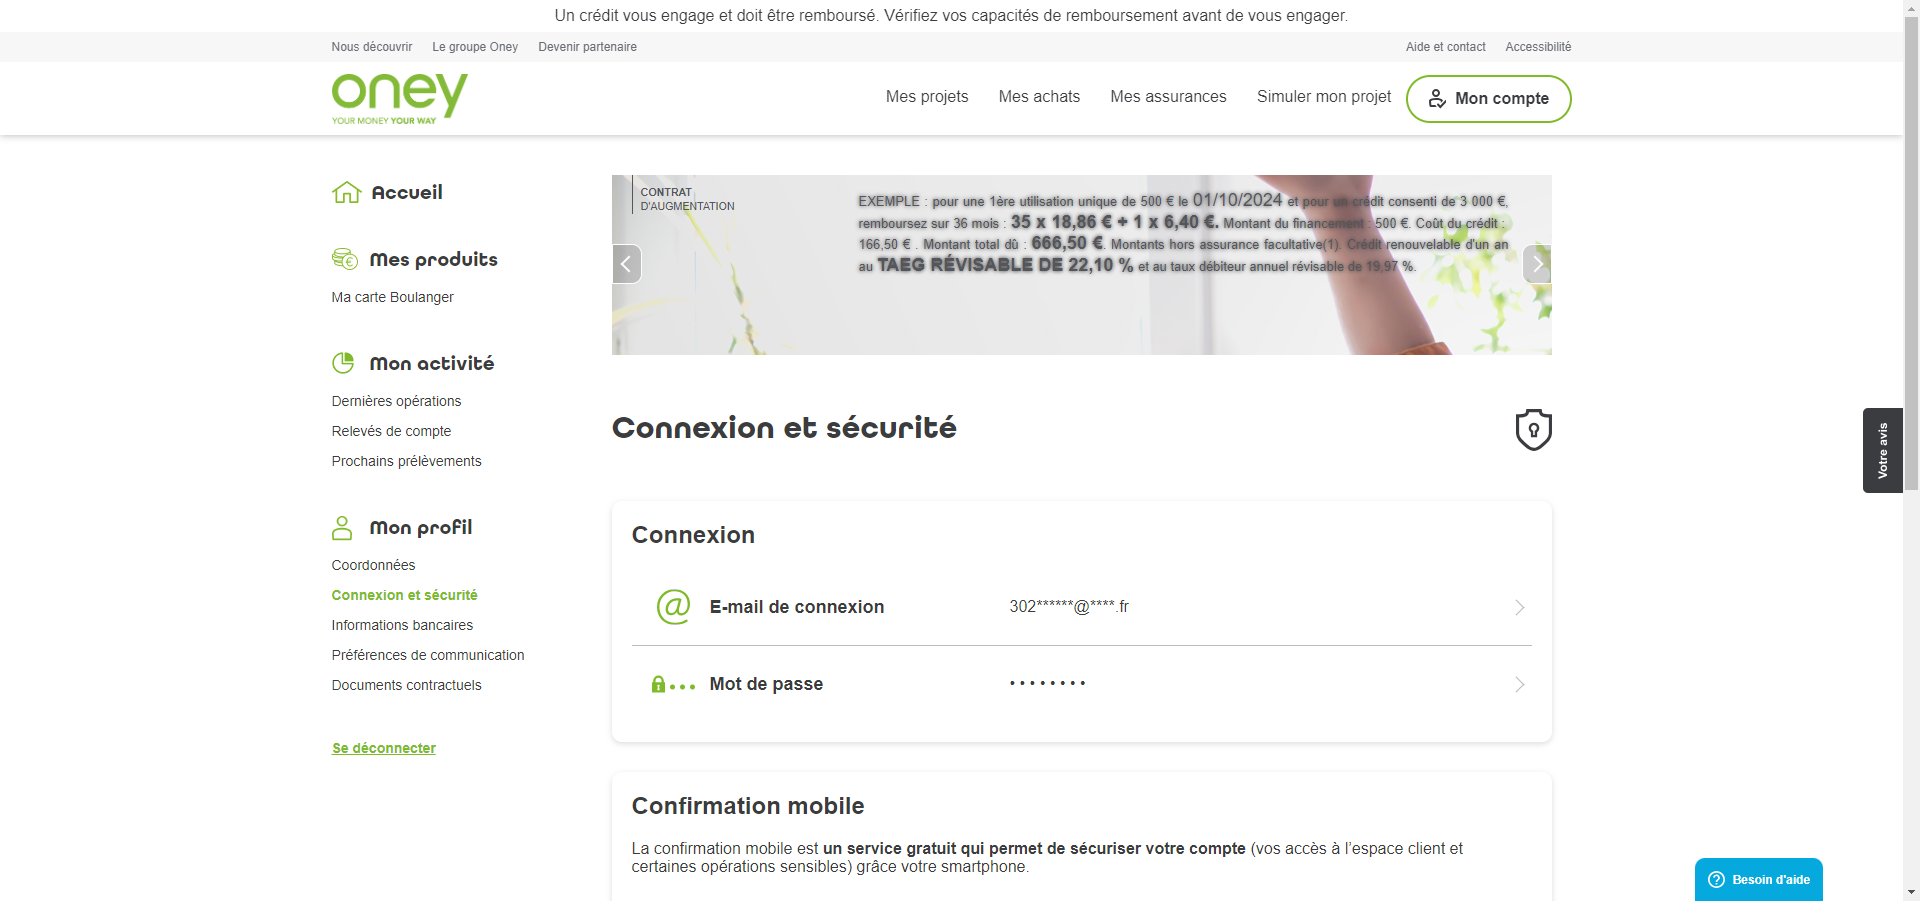 Un crédit vous engage et doit être remboursé. Vérifiez vos capacités de remboursement avant de vous engager.
Nous découvrir Le groupe Oney Devenir partenaire Aide et contact Accessibilité
oney
YOUR MONEY YOUR WAY
Mes projets Mes achats Mes assurances Simuler mon projet Mon compte
Accueil
Mes produits
Ma carte Boulanger
Mon activité
Dernières opérations
Relevés de compte
Prochains prélèvements
Mon profil
Coordonnées
Connexion et sécurité
Informations bancaires
Préférences de communication
Documents contractuels
Se déconnecter
CONTRAT
D'AUGMENTATION
EXEMPLE : pour une 1ère utilisation unique de 500 € le 01/10/2024 et pour un crédit consenti de 3 000 €,
remboursez sur 36 mois : 35 x 18,86 € + 1 x 6,40 €. Montant du financement : 500 €. Coût du crédit :
166,50 € . Montant total dû : 666,50 €. Montants hors assurance facultative(1). Crédit renouvelable d'un an
au TAEG RÉVISABLE DE 22,10 % et au taux débiteur annuel révisable de 19,97 %.
Connexion et sécurité
Connexion
E-mail de connexion 302******@****.fr
Mot de passe ••••••••
Confirmation mobile
La confirmation mobile est un service gratuit qui permet de sécuriser votre compte (vos accès à l'espace client et
certaines opérations sensibles) grâce votre smartphone.
Votre avis
Besoin d'aide